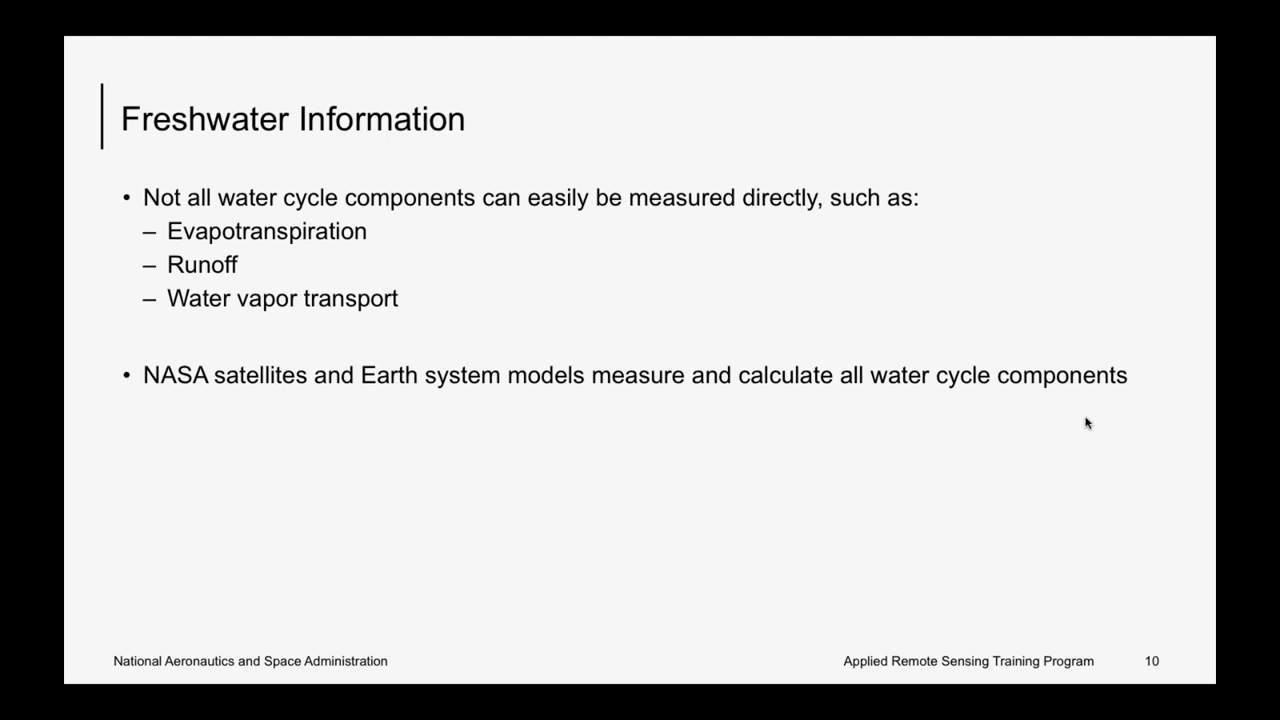 Freshwater Information
• Not all water cycle components can easily be measured directly, such as:
– Evapotranspiration
– Runoff
– Water vapor transport
• NASA satellites and Earth system models measure and calculate all water cycle components
National Aeronautics and Space Administration
Applied Remote Sensing Training Program
10